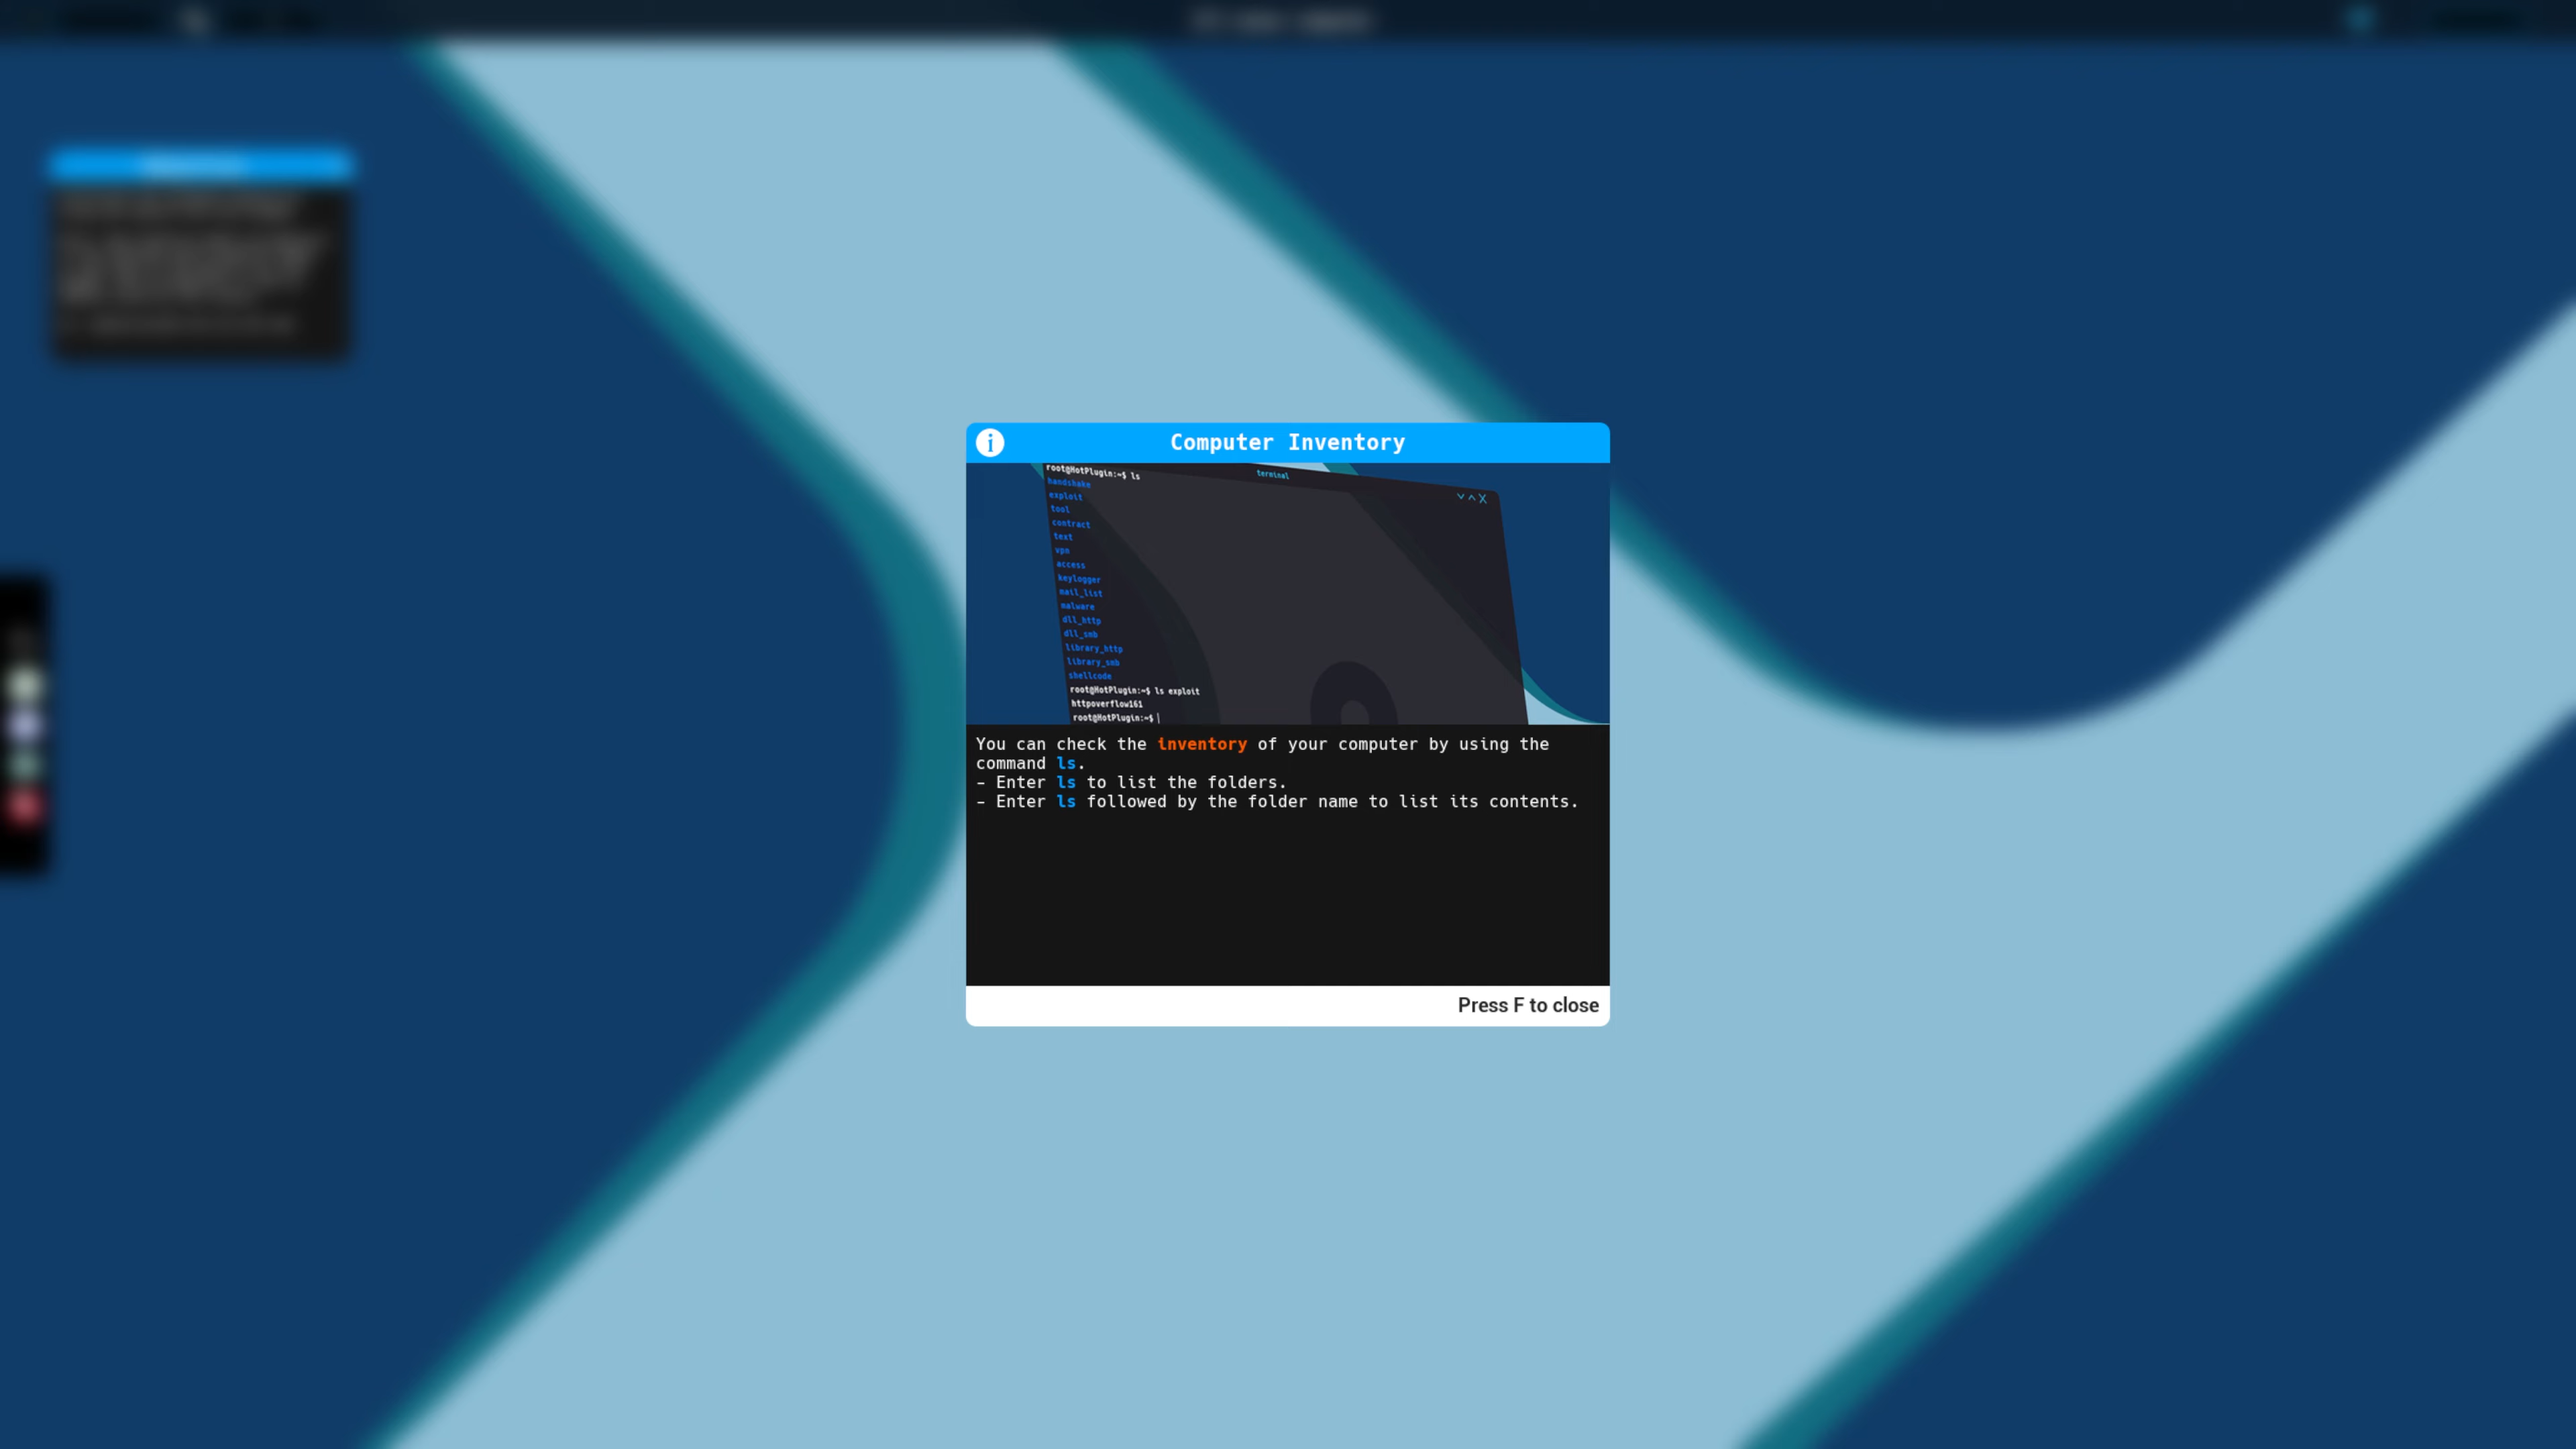 Computer Inventory
root@HotPlugin:~$ ls
terminal
handshake
exploit
tool
contract
text
vpn
access
keylogger
mail_list
malware
dll_http
dll_smb
library_http
library_smb
shellcode
root@HotPlugin:~$ ls exploit
httpoverflow161
root@HotPlugin:~$
You can check the inventory of your computer by using the
command ls.
- Enter ls to list the folders.
- Enter ls followed by the folder name to list its contents.
Press F to close